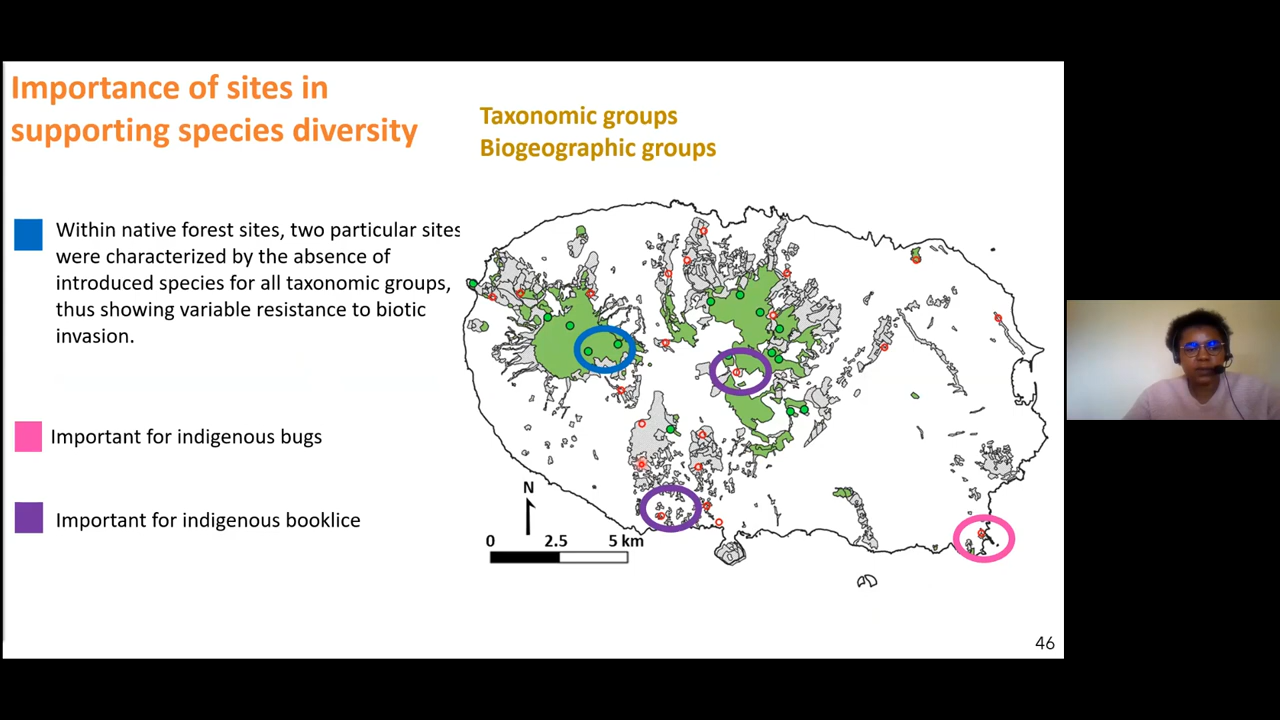 Importance of sites in
supporting species diversity
Taxonomic groups
Biogeographic groups
Within native forest sites, two particular sites
were characterized by the absence of
introduced species for all taxonomic groups,
thus showing variable resistance to biotic
invasion.
Important for indigenous bugs
Important for indigenous booklice
N
0 2.5 5 km
46